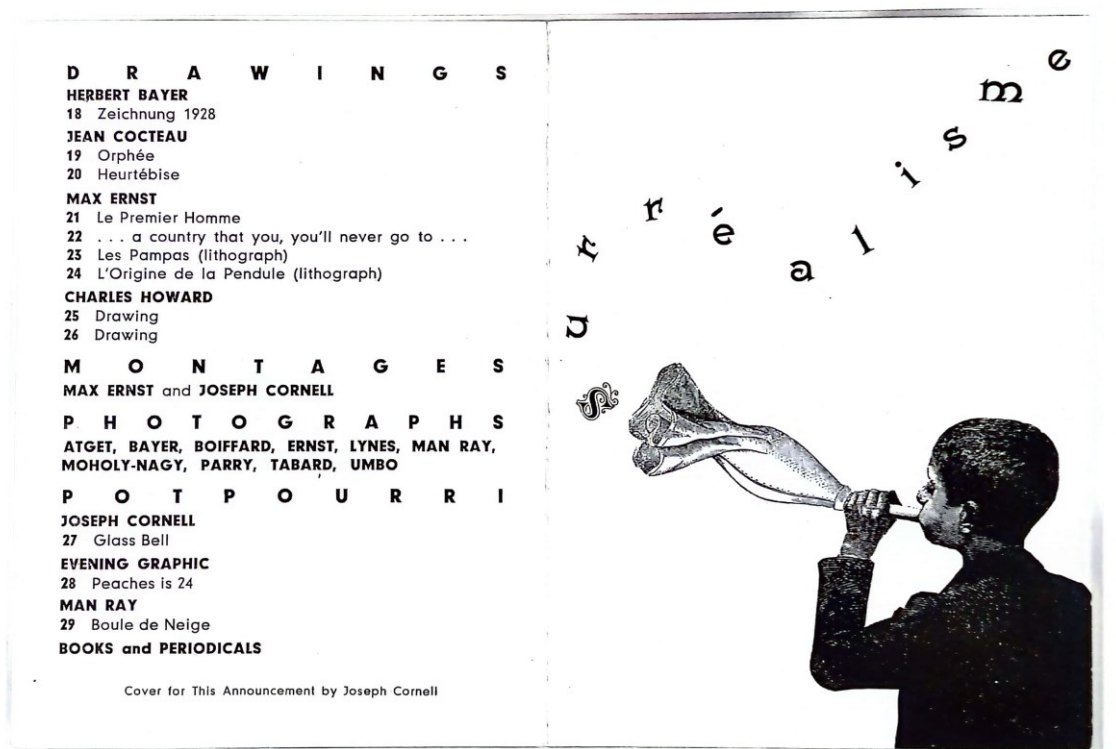 DRAWINGS
HERBERT BAYER
18 Zeichnung 1928
JEAN COCTEAU
19 Orphée
20 Heurtébise
MAX ERNST
21 Le Premier Homme
22 . . . a country that you, you'll never go to . . .
23 Les Pampas (lithograph)
24 L'Origine de la Pendule (lithograph)
CHARLES HOWARD
25 Drawing
26 Drawing
MONTAGES
MAX ERNST and JOSEPH CORNELL
PHOTOGRAPHS
ATGET, BAYER, BOIFFARD, ERNST, LYNES, MAN RAY,
MOHOLY-NAGY, PARRY, TABARD, UMBO
POTPOURRI
JOSEPH CORNELL
27 Glass Bell
EVENING GRAPHIC
28 Peaches is 24
MAN RAY
29 Boule de Neige
BOOKS and PERIODICALS
Cover for This Announcement by Joseph Cornell
Surréalisme